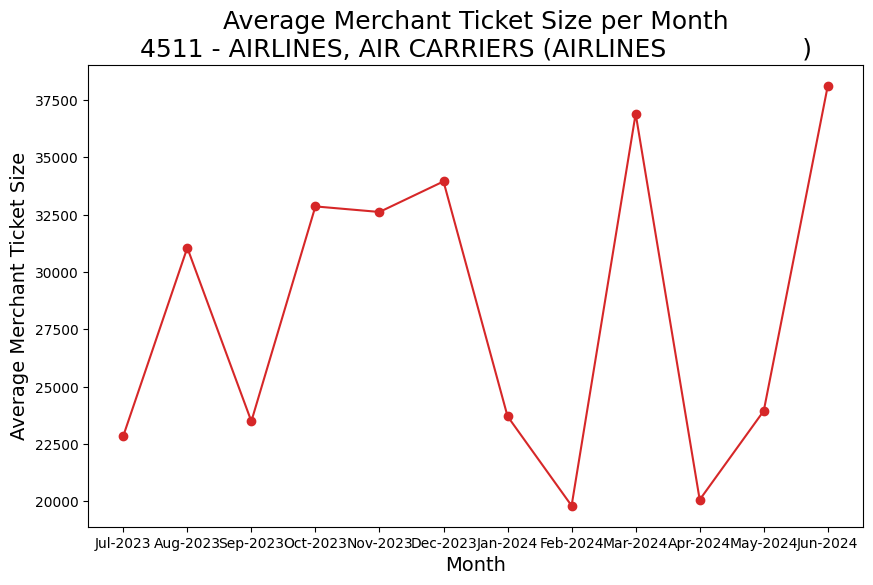 Average Merchant Ticket Size per Month
4511 - AIRLINES, AIR CARRIERS (AIRLINES                  )
Average Merchant Ticket Size
37500
35000
32500
30000
27500
25000
22500
20000
Jul-2023 Aug-2023 Sep-2023 Oct-2023 Nov-2023 Dec-2023 Jan-2024 Feb-2024 Mar-2024 Apr-2024 May-2024 Jun-2024
Month